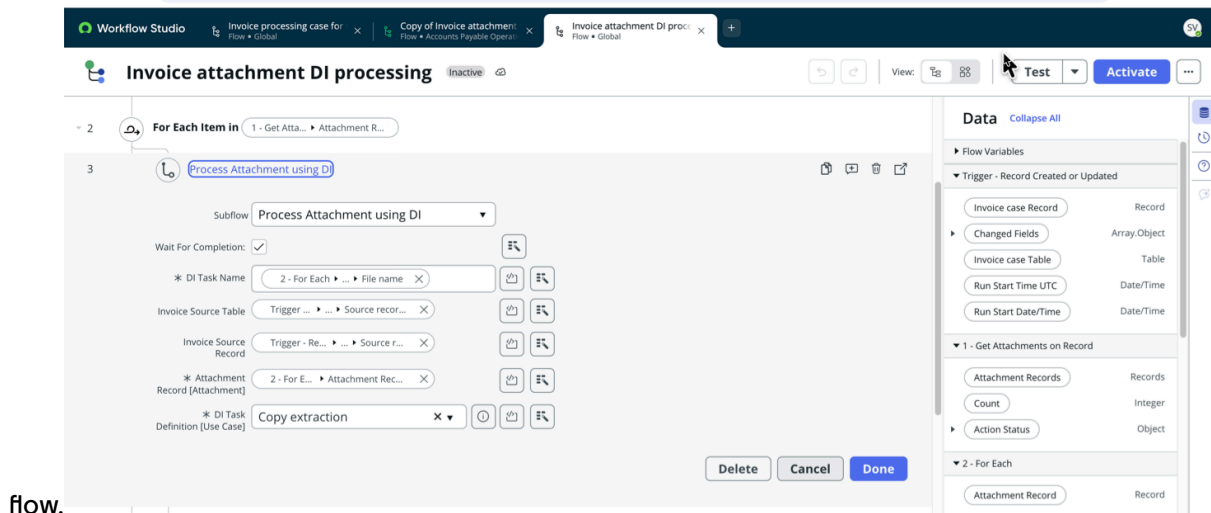 Workflow Studio
Invoice processing case for
Flow • Global
Copy of Invoice attachment
Flow • Accounts Payable Operati
Invoice attachment DI proce
Flow • Global
SV
Invoice attachment DI processing
Inactive
View:
Test
Activate
2
For Each Item in
1 - Get Atta... ▸ Attachment R...
3
Process Attachment using DI
Subflow
Process Attachment using DI
Wait For Completion:
* DI Task Name
2 - For Each ▸ ... ▸ File name
Invoice Source Table
Trigger ... ▸ ... ▸ Source recor...
Invoice Source
Record
Trigger - Re... ▸ ... ▸ Source r...
* Attachment
Record [Attachment]
2 - For E... ▸ Attachment Rec...
* DI Task
Definition [Use Case]
Copy extraction
Delete
Cancel
Done
Data
Collapse All
Flow Variables
Trigger - Record Created or Updated
Invoice case Record Record
Changed Fields Array.Object
Invoice case Table Table
Run Start Time UTC Date/Time
Run Start Date/Time Date/Time
1 - Get Attachments on Record
Attachment Records Records
Count Integer
Action Status Object
2 - For Each
Attachment Record Record
flow.